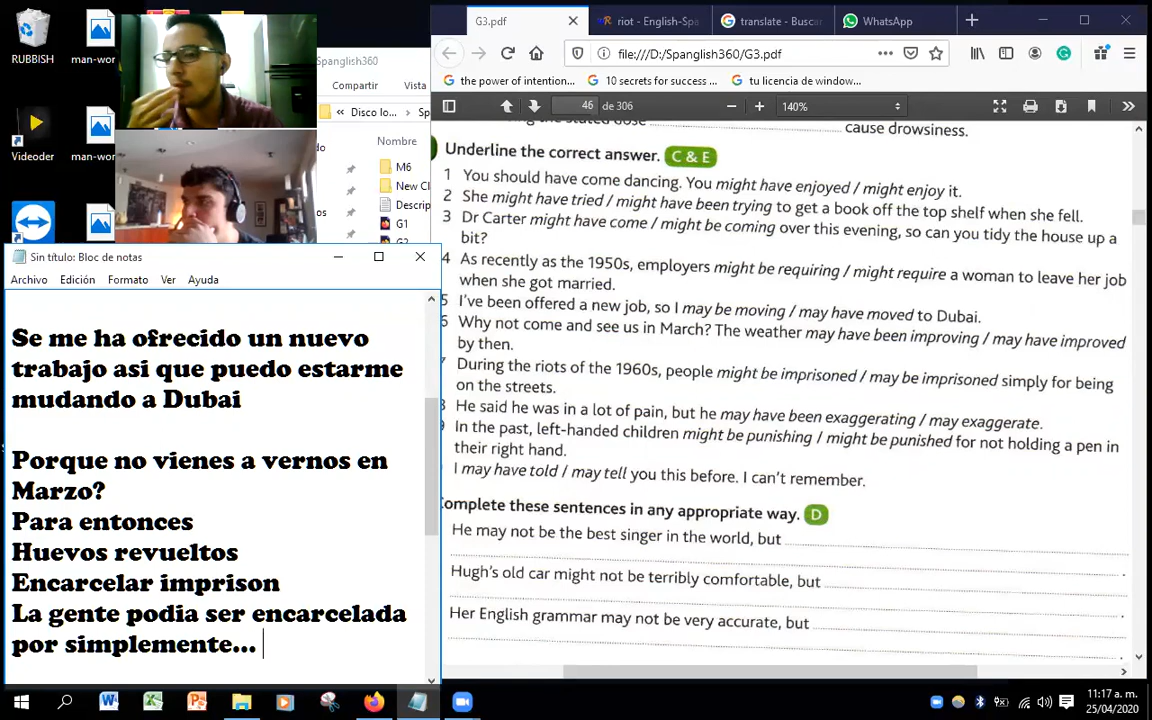 RUBBISH
man-wor
Videoder
man-wor
Spanglish360
Compartir
Vista
Disco lo...
Sp
Nombre
M6
New Cl
Descrip
G1
G3.pdf
riot - English-Spa
translate - Buscar
WhatsApp
file:///D:/Spanglish360/G3.pdf
the power of intention...
10 secrets for success ...
tu licencia de window...
46 de 306
140%
cause drowsiness.
Underline the correct answer. C & E
1 You should have come dancing. You might have enjoyed / might enjoy it.
2 She might have tried / might have been trying to get a book off the top shelf when she fell.
3 Dr Carter might have come / might be coming over this evening, so can you tidy the house up a
bit?
4 As recently as the 1950s, employers might be requiring / might require a woman to leave her job
when she got married.
5 I've been offered a new job, so I may be moving / may have moved to Dubai.
6 Why not come and see us in March? The weather may have been improving / may have improved
by then.
7 During the riots of the 1960s, people might be imprisoned / may be imprisoned simply for being
on the streets.
8 He said he was in a lot of pain, but he may have been exaggerating / may exaggerate.
9 In the past, left-handed children might be punishing / might be punished for not holding a pen in
their right hand.
I may have told / may tell you this before. I can't remember.
Complete these sentences in any appropriate way. D
He may not be the best singer in the world, but
Hugh's old car might not be terribly comfortable, but
Her English grammar may not be very accurate, but
Sin título: Bloc de notas
Archivo Edición Formato Ver Ayuda
Se me ha ofrecido un nuevo
trabajo asi que puedo estarme
mudando a Dubai
Porque no vienes a vernos en
Marzo?
Para entonces
Huevos revueltos
Encarcelar imprison
La gente podia ser encarcelada
por simplemente...
11:17 a. m.
25/04/2020